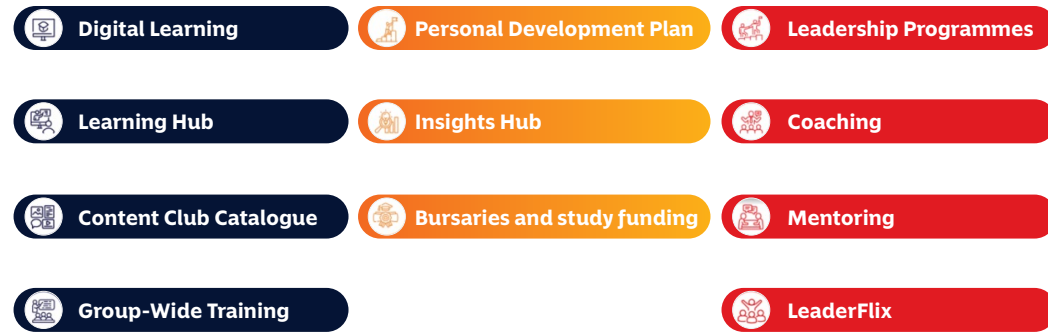 Digital Learning
Personal Development Plan
Leadership Programmes
Learning Hub
Insights Hub
Coaching
Content Club Catalogue
Bursaries and study funding
Mentoring
Group-Wide Training
LeaderFlix